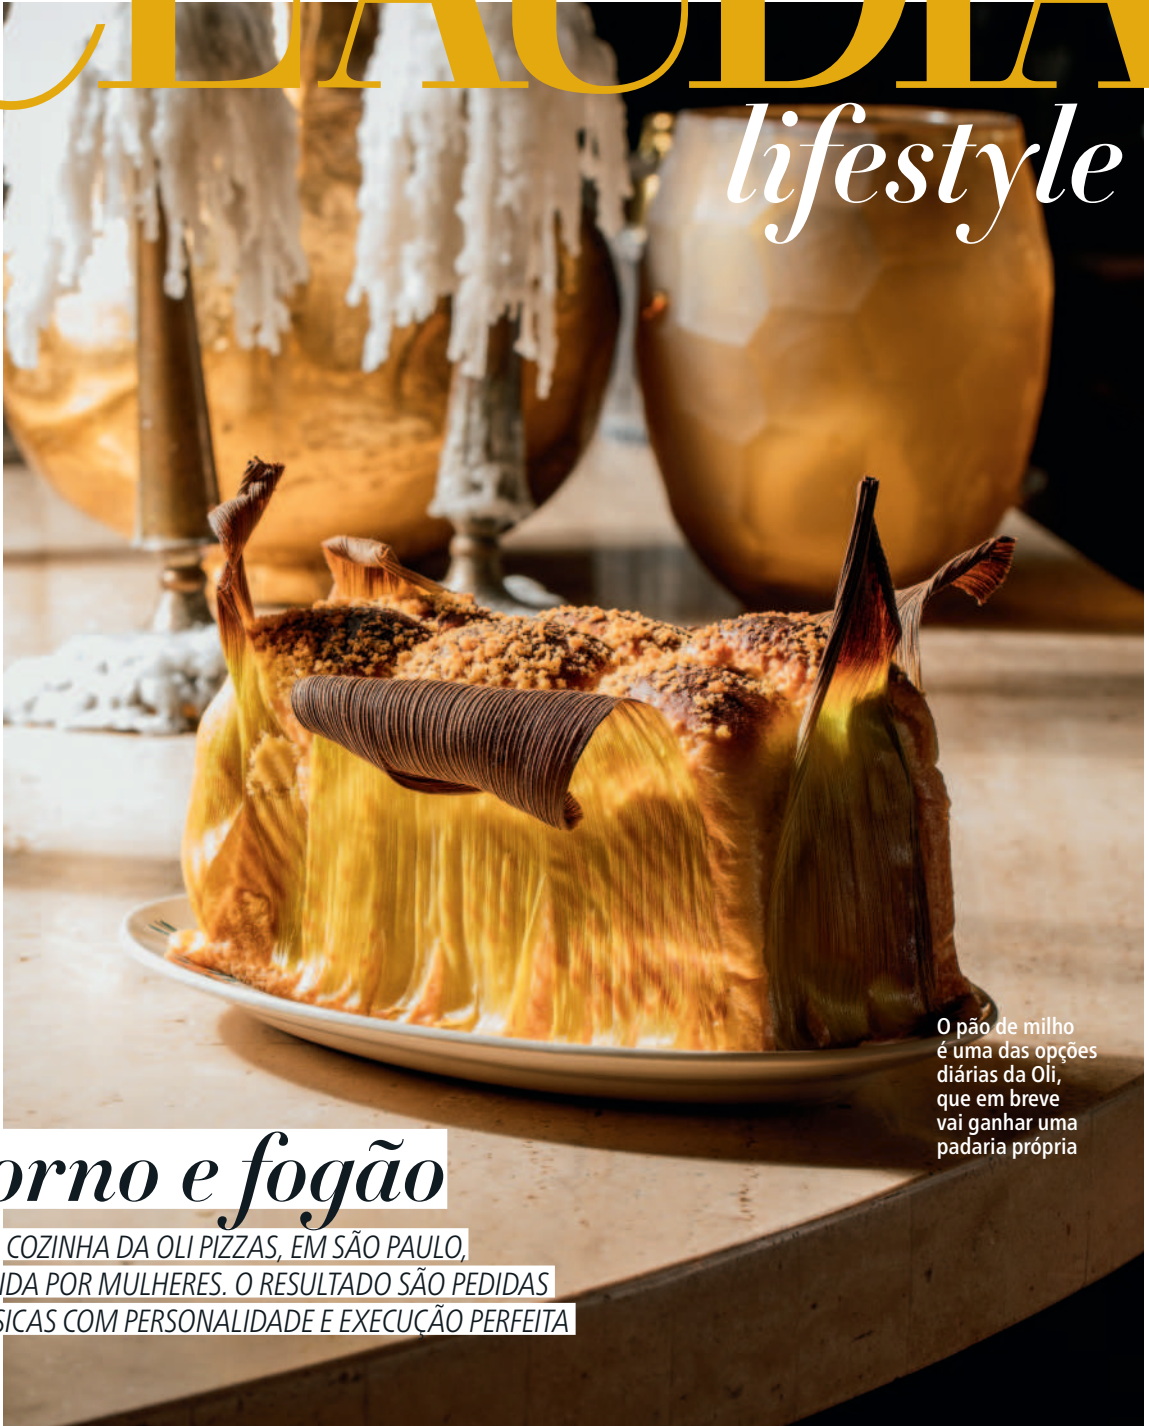 CLAUDIA
lifestyle
O pão de milho
é uma das opções
diárias da Oli,
que em breve
vai ganhar uma
padaria própria
orno e fogão
COZINHA DA OLI PIZZAS, EM SÃO PAULO,
IDA POR MULHERES. O RESULTADO SÃO PEDIDAS
SICAS COM PERSONALIDADE E EXECUÇÃO PERFEITA